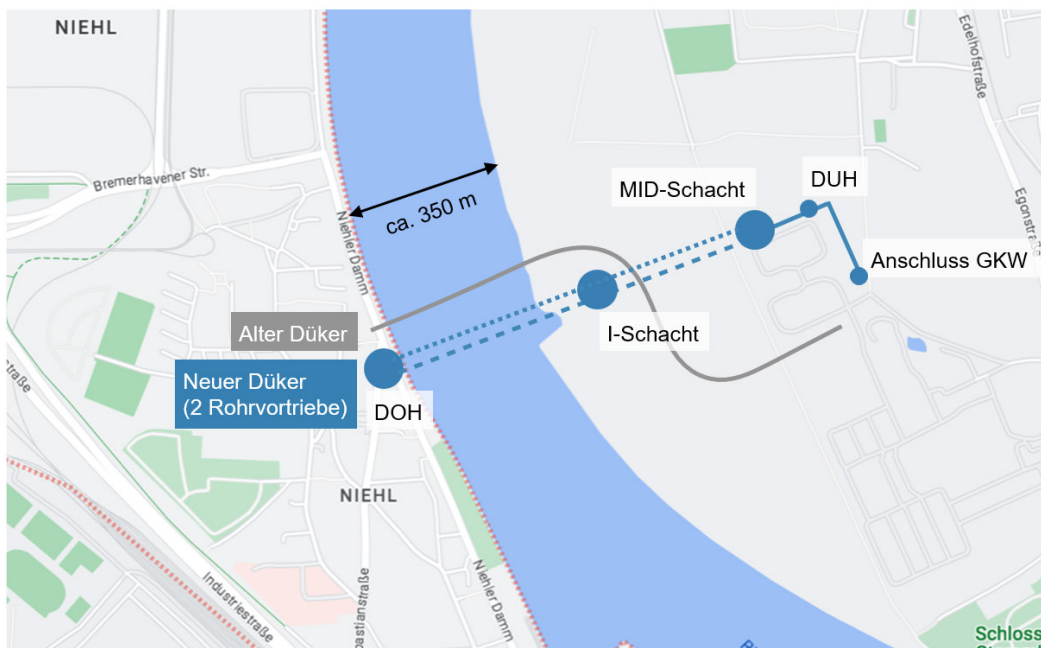 NIEHL
Edelhofstraße
Bremerhavener Str.
MID-Schacht
DUH
Egonstraße
ca. 350 m
Niehler Damm
Anschluss GKW
Alter Düker
I-Schacht
Neuer Düker
(2 Rohrvortriebe)
DOH
NIEHL
Industriestraße
Niehler Damm
Schloss